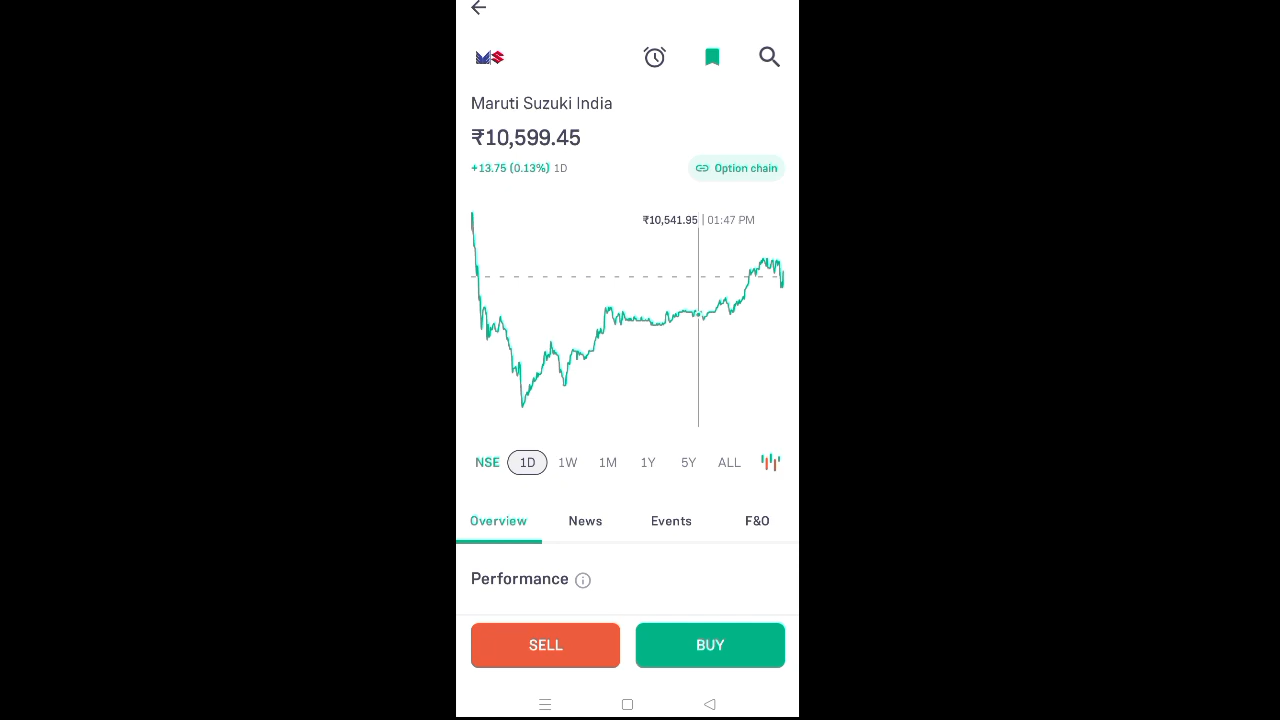 Maruti Suzuki India
₹10,599.45
+13.75 (0.13%) 1D
Option chain
₹10,541.95 | 01:47 PM
NSE 1D 1W 1M 1Y 5Y ALL
Overview News Events F&O
Performance
SELL BUY